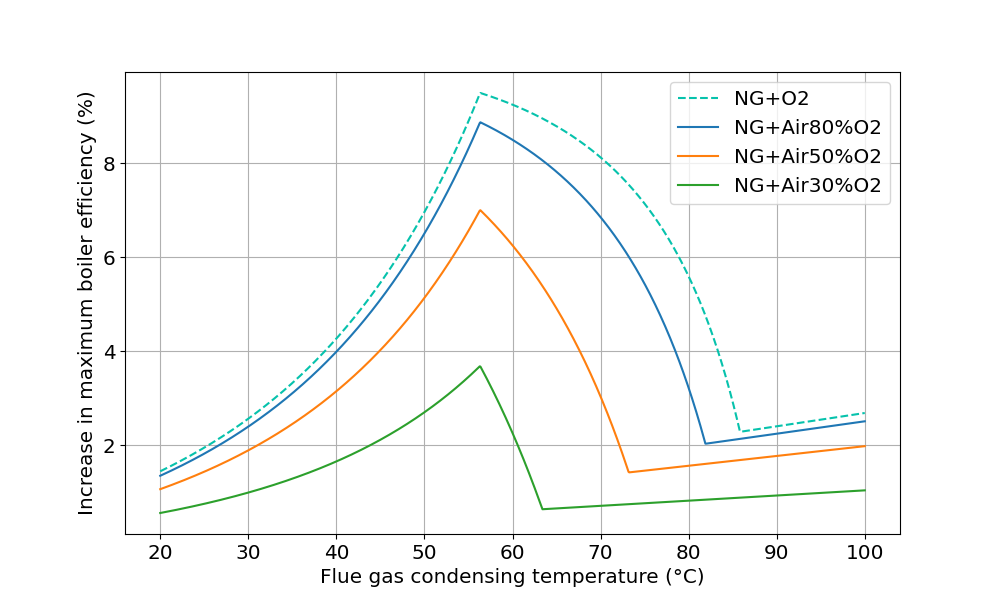 NG+O2
NG+Air80%O2
NG+Air50%O2
NG+Air30%O2
Increase in maximum boiler efficiency (%)
8
6
4
2
20 30 40 50 60 70 80 90 100
Flue gas condensing temperature (°C)